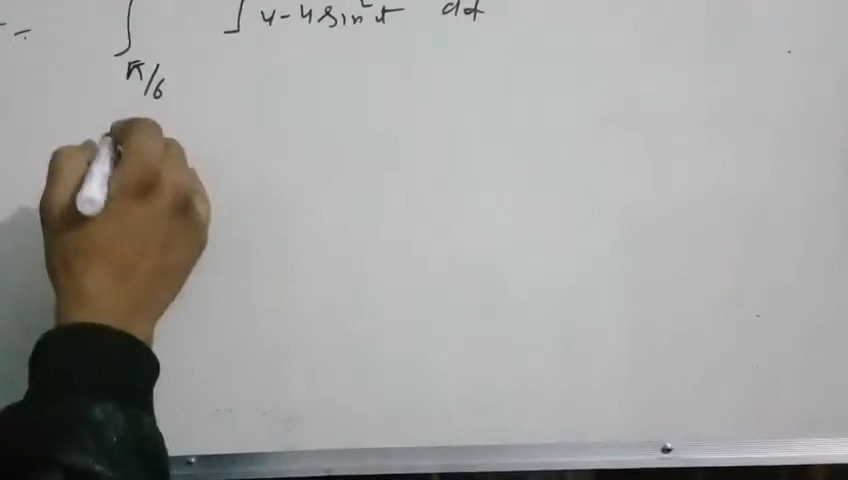 = ∫ √4-4sin²t dt
π/6